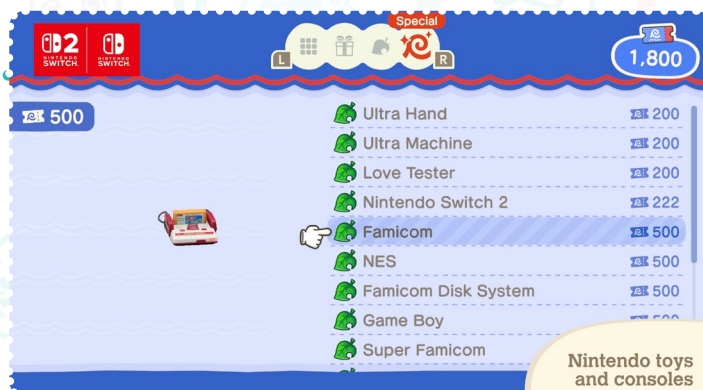 Special
2
NINTENDO
SWITCH
NINTENDO
SWITCH
L
R
1,800
500
Ultra Hand 200
Ultra Machine 200
Love Tester 200
Nintendo Switch 2 222
Famicom 500
NES 500
Famicom Disk System 500
Game Boy 500
Super Famicom
Nintendo toys
and consoles